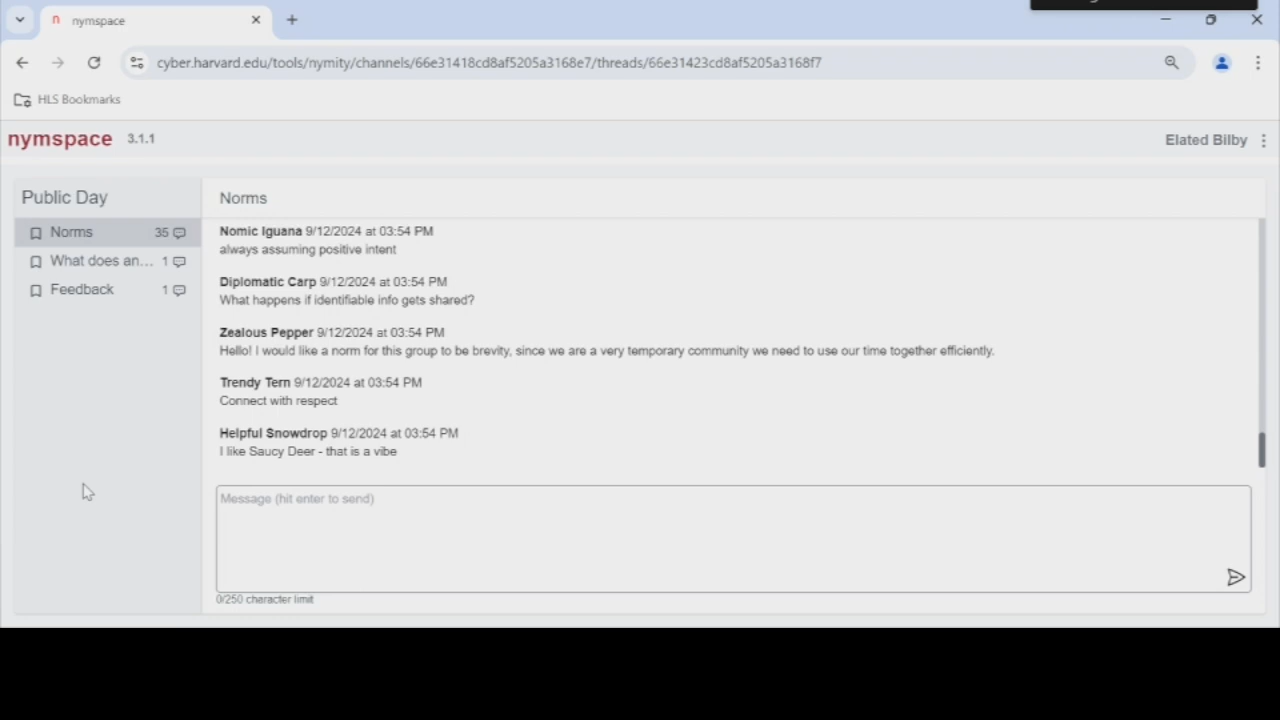 nymspace
cyber.harvard.edu/tools/nymity/channels/66e31418cd8af5205a3168e7/threads/66e31423cd8af5205a3168f7
HLS Bookmarks
nymspace 3.1.1
Elated Bilby
Public Day
Norms 35
What does an... 1
Feedback 1
Norms
Nomic Iguana 9/12/2024 at 03:54 PM
always assuming positive intent
Diplomatic Carp 9/12/2024 at 03:54 PM
What happens if identifiable info gets shared?
Zealous Pepper 9/12/2024 at 03:54 PM
Hello! I would like a norm for this group to be brevity, since we are a very temporary community we need to use our time together efficiently.
Trendy Tern 9/12/2024 at 03:54 PM
Connect with respect
Helpful Snowdrop 9/12/2024 at 03:54 PM
I like Saucy Deer - that is a vibe
Message (hit enter to send)
0/250 character limit